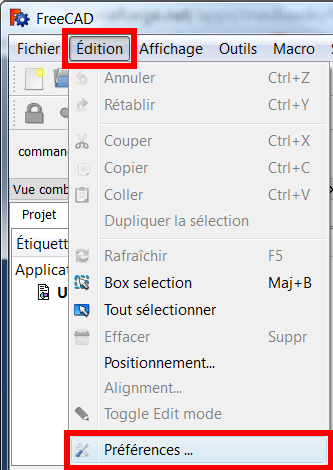 FreeCAD
Fichier Édition Affichage Outils Macro
Annuler Ctrl+Z
Rétablir Ctrl+Y
Couper Ctrl+X
comman
Copier Ctrl+C
Coller Ctrl+V
Vue comb
Dupliquer la sélection
Projet
Étiquett
Rafraîchir F5
Applicat
Box selection Maj+B
U
Tout sélectionner
Effacer Suppr
Positionnement...
Alignment...
Toggle Edit mode
Préférences ...